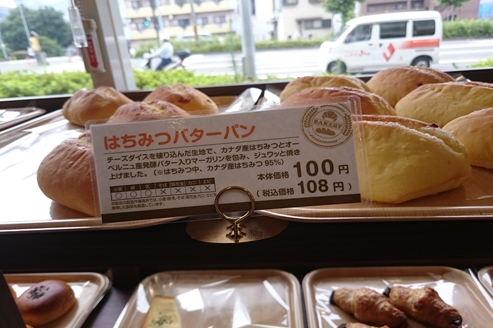 はちみつバターパン
チーズダイスを練り込んだ生地で、カナダ産はちみつとオー
ベルニュ産発酵バター入りマーガリンを包み、ジュワッと焼き
上げました。(※はちみつ中、カナダ産はちみつ 95%)
本体価格 100円
(税込価格 108円)
BAKERY